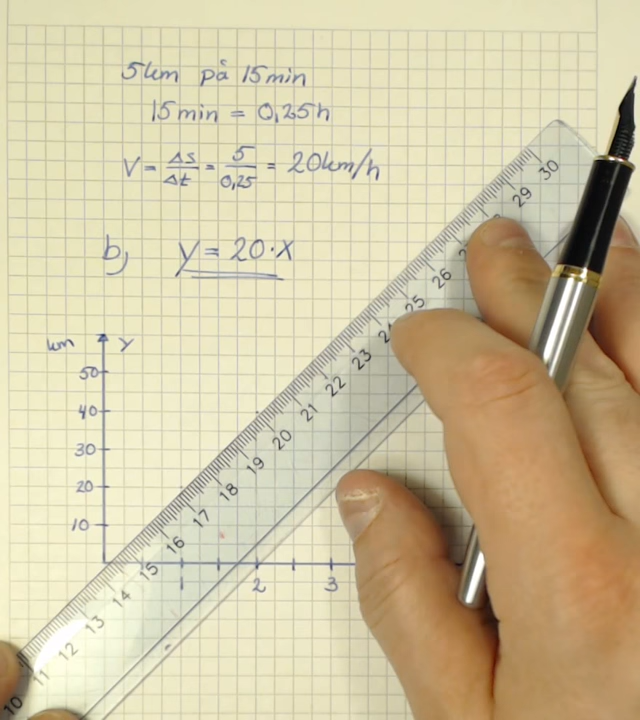 5km på 15min
15min = 0,25h
V = Δs/Δt = 5/0,25 = 20km/h
b) y = 20·x
km y
50
40
30
20
10
1 2 3
10 11 12 13 14 15 16 17 18 19 20 21 22 23 24 25 26 29 30